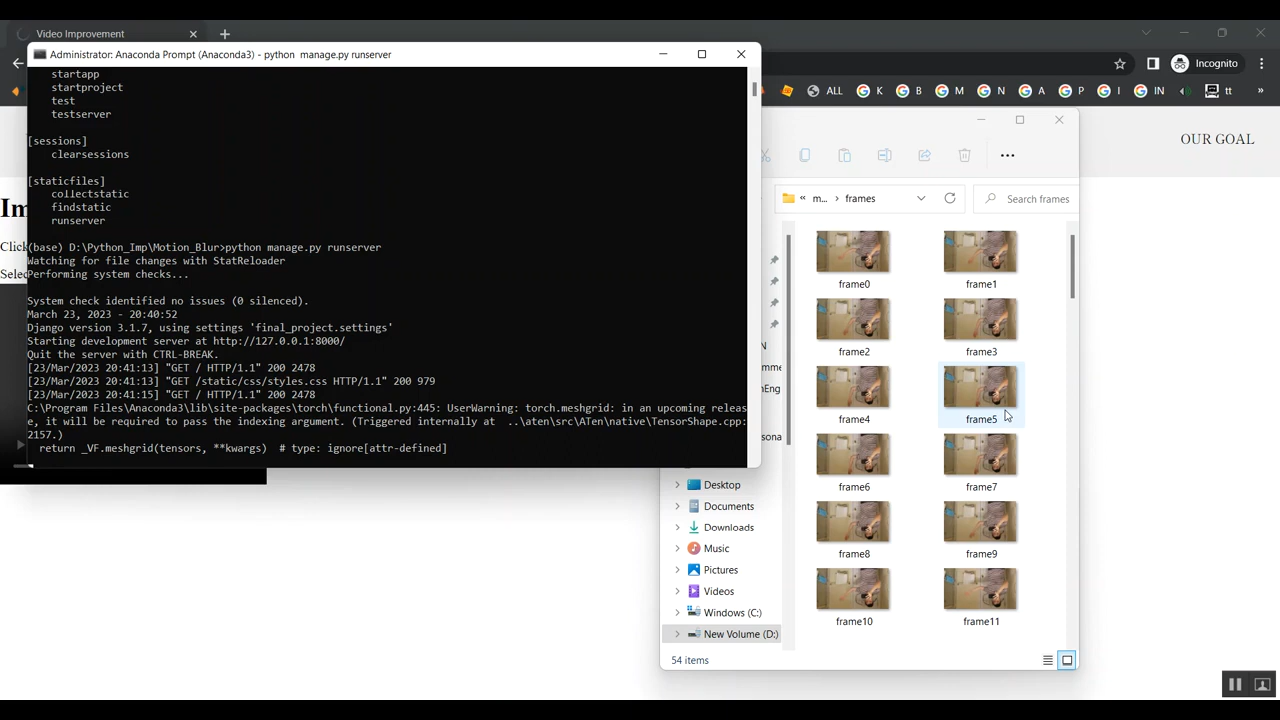 Video Improvement
Administrator: Anaconda Prompt (Anaconda3) - python manage.py runserver
Incognito
ALL
K
B
M
N
A
P
I
IN
tt
»
OUR GOAL
startapp
startproject
test
testserver
[sessions]
clearsessions
[staticfiles]
collectstatic
findstatic
runserver
Im
Click
Selec
(base) D:\Python_Imp\Motion_Blur>python manage.py runserver
Watching for file changes with StatReloader
Performing system checks...
System check identified no issues (0 silenced).
March 23, 2023 - 20:40:52
Django version 3.1.7, using settings 'final_project.settings'
Starting development server at http://127.0.0.1:8000/
Quit the server with CTRL-BREAK.
[23/Mar/2023 20:41:13] "GET / HTTP/1.1" 200 2478
[23/Mar/2023 20:41:13] "GET /static/css/styles.css HTTP/1.1" 200 979
[23/Mar/2023 20:41:15] "GET / HTTP/1.1" 200 2478
C:\Program Files\Anaconda3\lib\site-packages\torch\functional.py:445: UserWarning: torch.meshgrid: in an upcoming releas
e, it will be required to pass the indexing argument. (Triggered internally at ..\aten\src\ATen\native\TensorShape.cpp:
2157.)
return _VF.meshgrid(tensors, **kwargs) # type: ignore[attr-defined]
« m... › frames
Search frames
frame0
frame1
frame2
frame3
frame4
frame5
frame6
frame7
frame8
frame9
frame10
frame11
Desktop
Documents
Downloads
Music
Pictures
Videos
Windows (C:)
New Volume (D:)
54 items